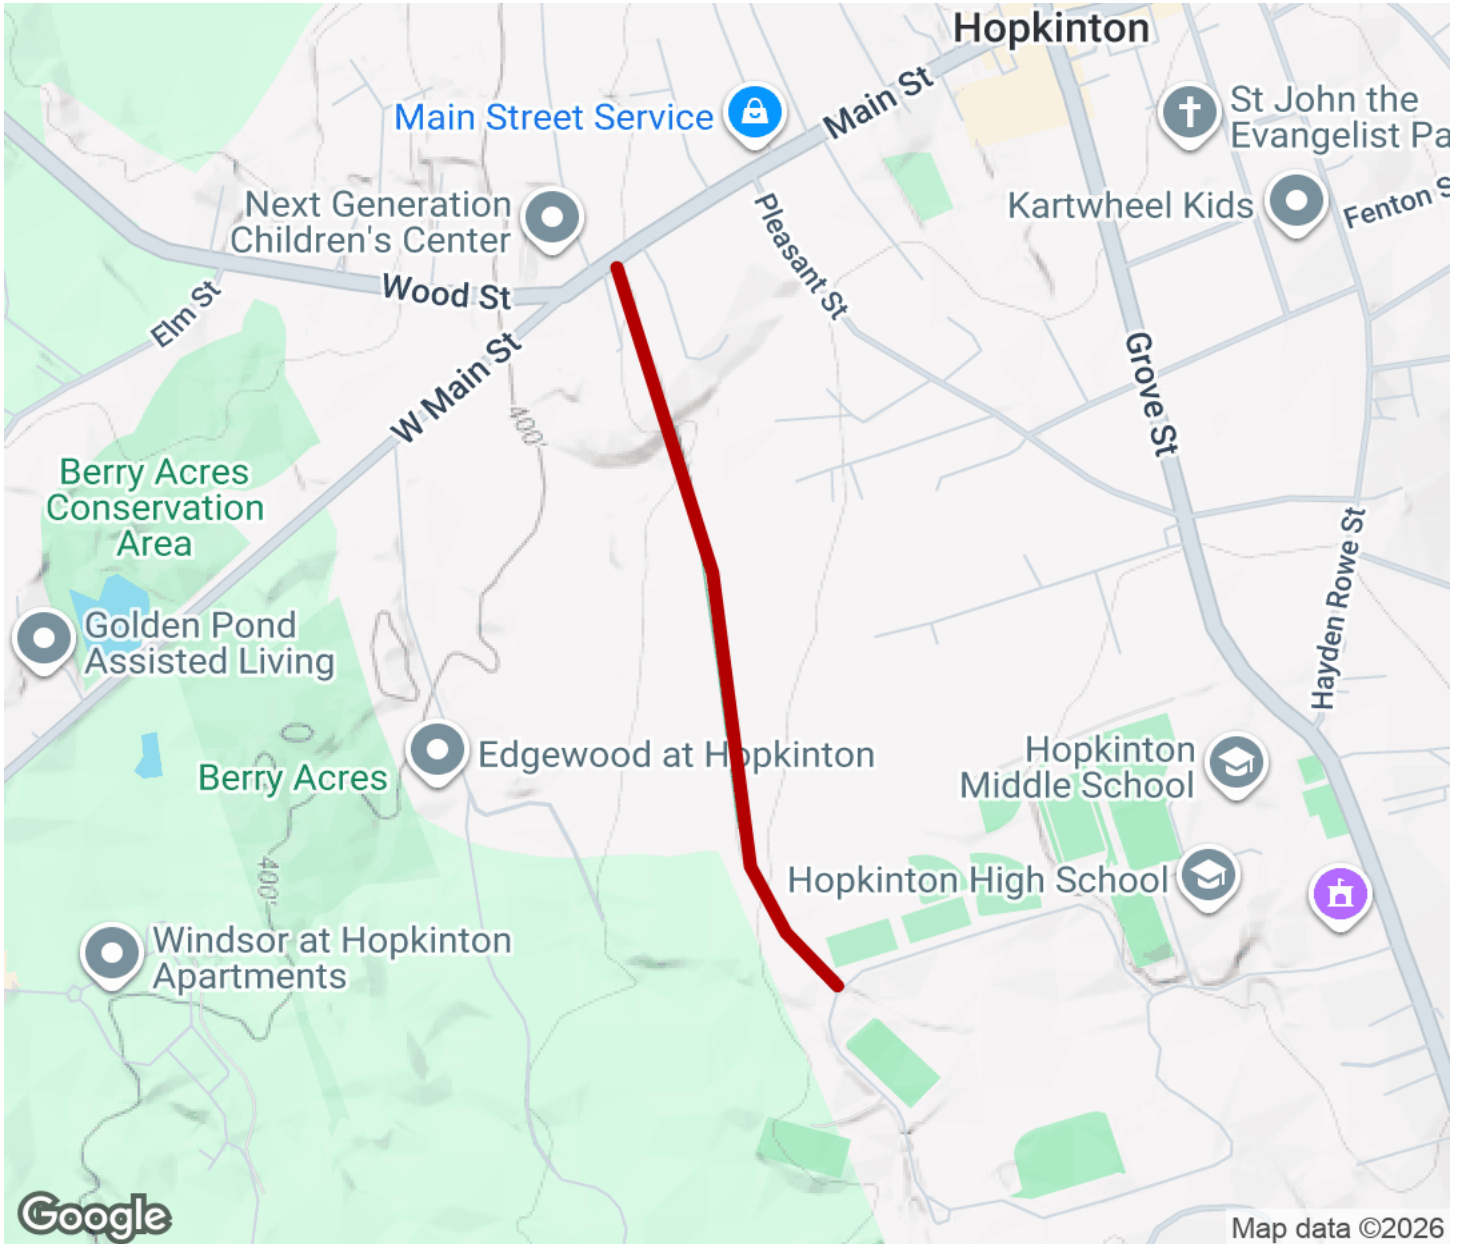 Hopkinton
Main St
Main Street Service
St John the
Evangelist Pa
Next Generation
Children's Center
Kartwheel Kids
Fenton S
Pleasant St
Wood St
Elm St
W Main St
Grove St
400'
Berry Acres
Conservation
Area
Hayden Rowe St
Golden Pond
Assisted Living
Edgewood at Hopkinton
Hopkinton
Middle School
Berry Acres
400'
Hopkinton High School
Windsor at Hopkinton
Apartments
Google
Map data ©2026